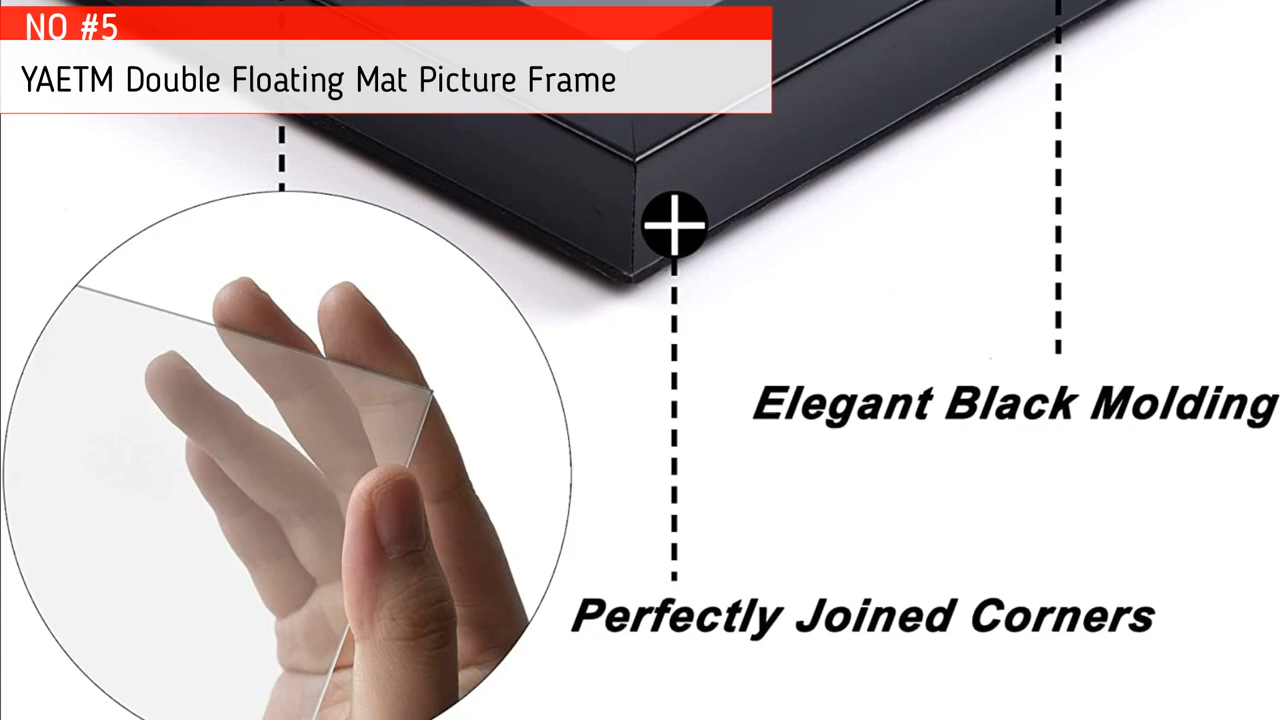 NO #5
YAETM Double Floating Mat Picture Frame
Elegant Black Molding
Perfectly Joined Corners